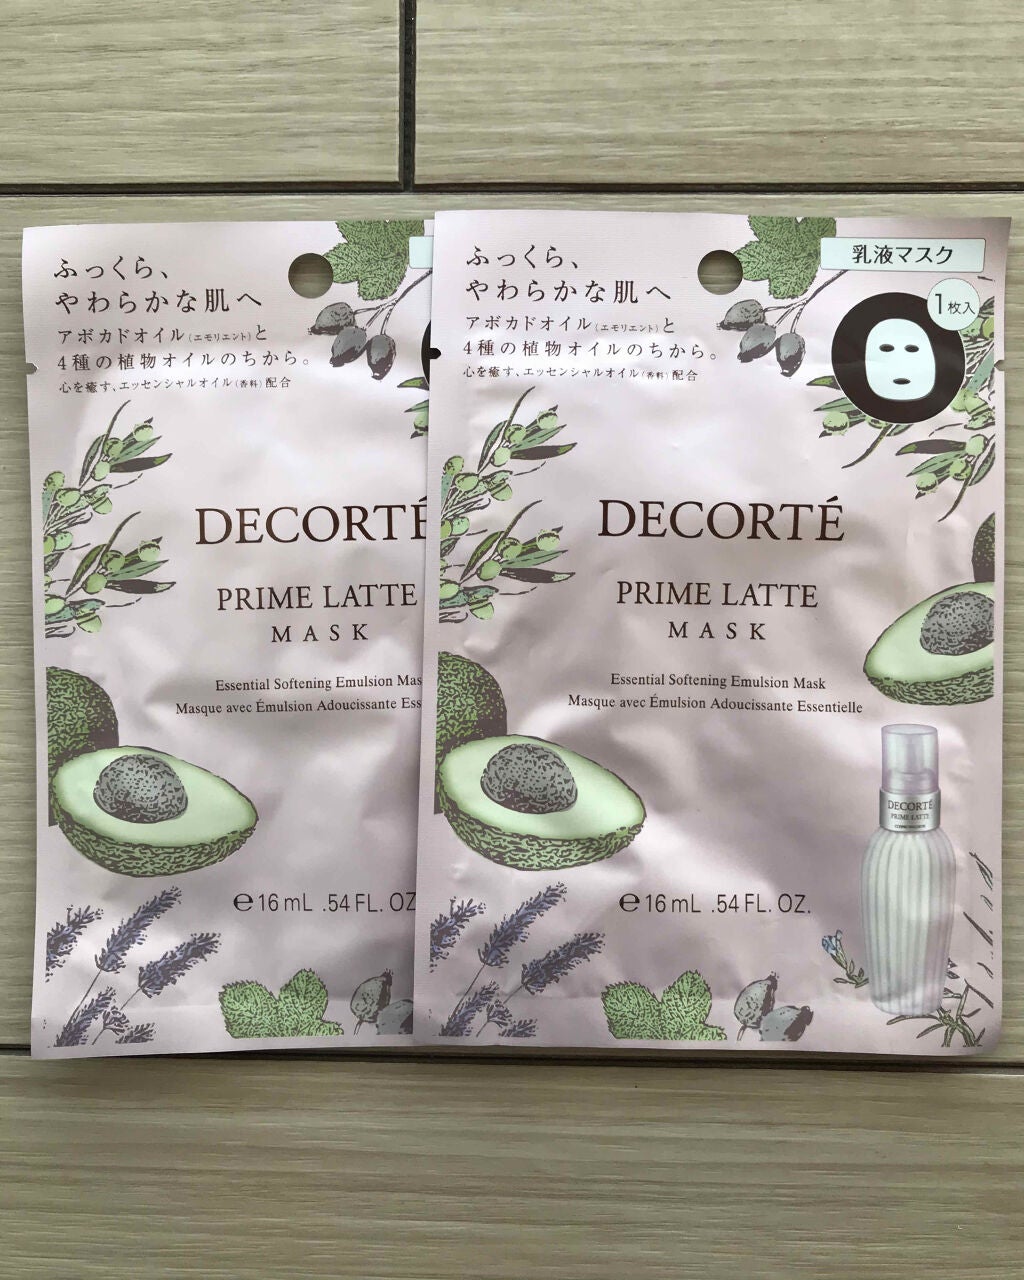 ふっくら、
やわらかな肌へ
アボカドオイル(エモリエント)と
4種の植物オイルのちから。
心を癒す、エッセンシャルオイル(香料)配合
DECORTÉ
PRIME LATTE
MASK
Essential Softening Emulsion Mas
Masque avec Émulsion Adoucissante Ess
℮16mL .54 FL. OZ
ふっくら、
やわらかな肌へ
アボカドオイル(エモリエント)と
4種の植物オイルのちから。
心を癒す、エッセンシャルオイル(香料)配合
乳液マスク
1枚入
DECORTÉ
PRIME LATTE
MASK
Essential Softening Emulsion Mask
Masque avec Émulsion Adoucissante Essentielle
DECORTÉ
PRIME LATTE
℮16mL .54 FL. OZ.